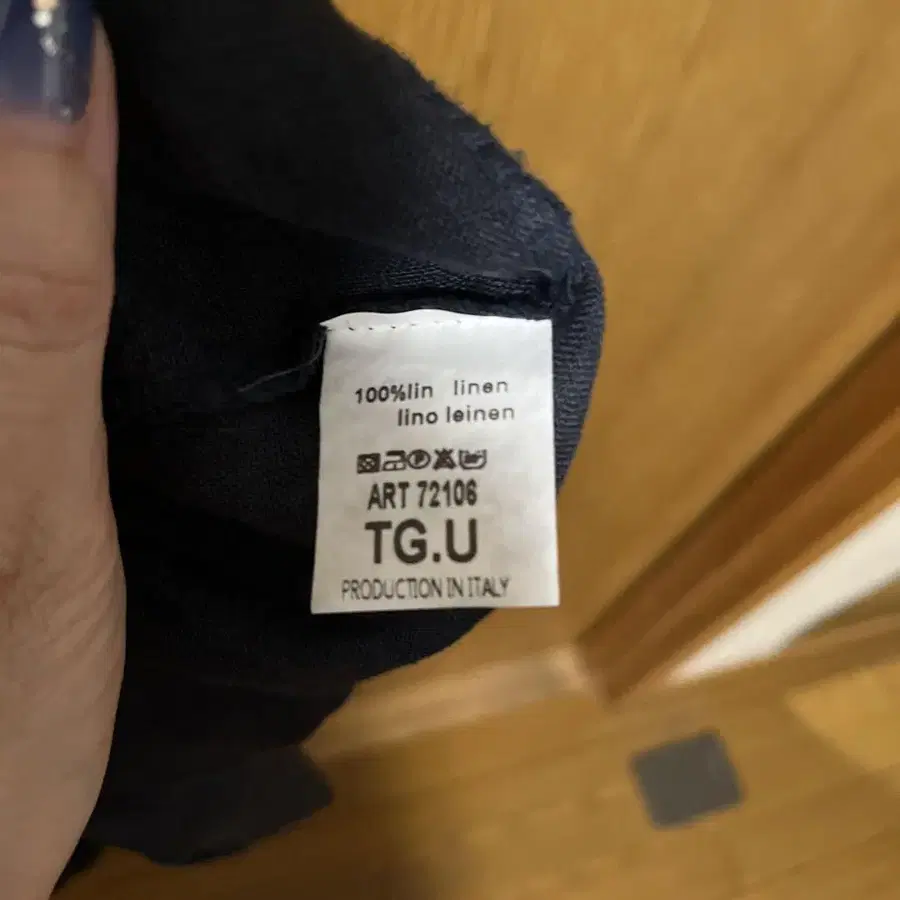 100%lin linen
lino leinen
ART 72106
TG.U
PRODUCTION IN ITALY